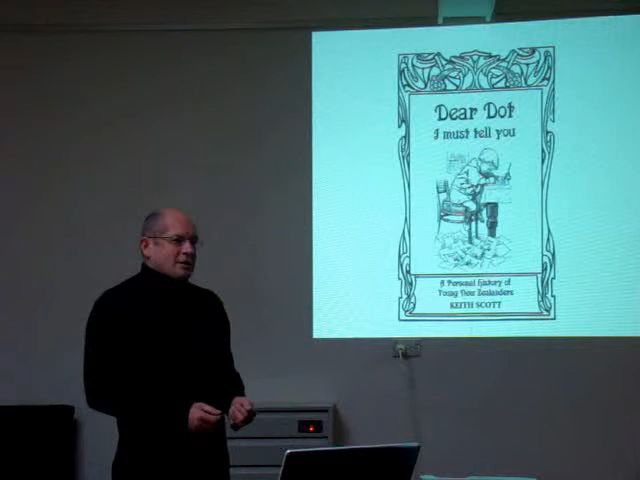 Dear Dot
I must tell you
A Personal History of
Young New Zealanders
KEITH SCOTT